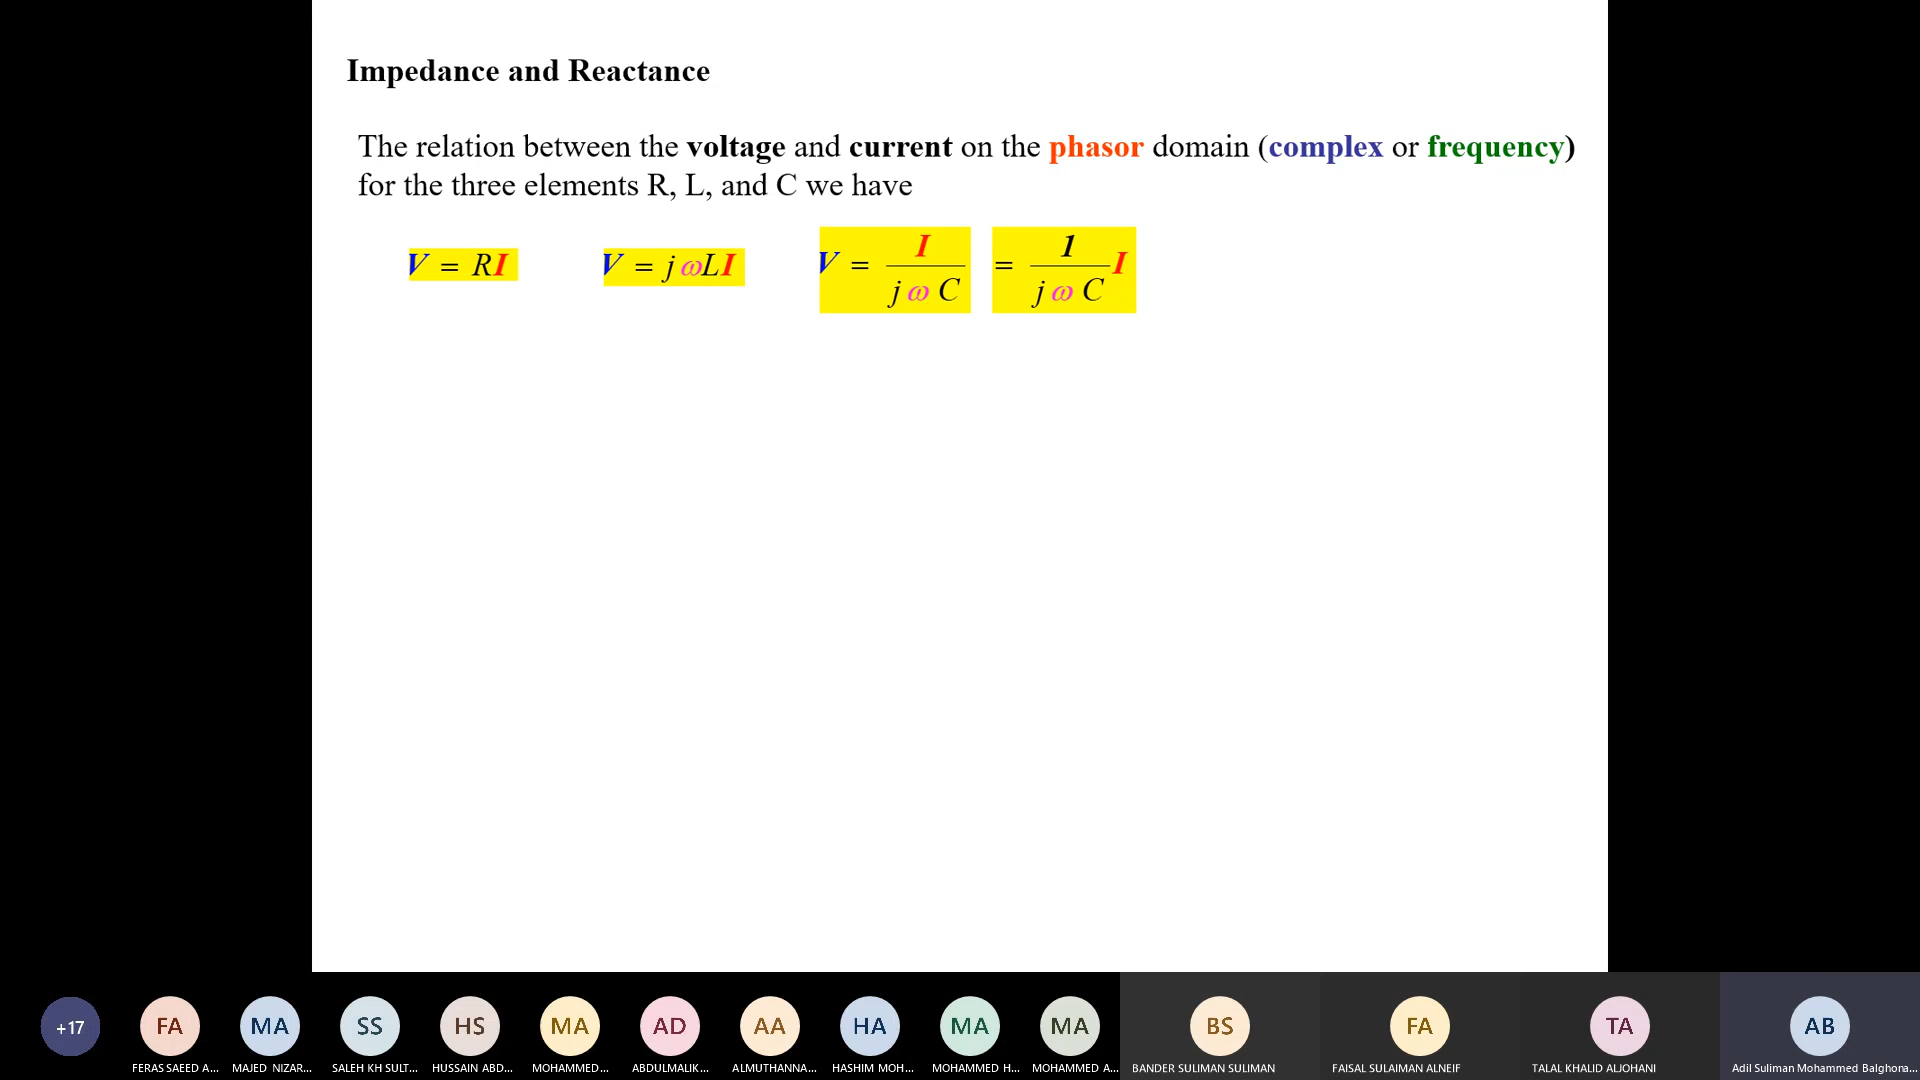 Impedance and Reactance
The relation between the voltage and current on the phasor domain (complex or frequency)
for the three elements R, L, and C we have
V = RI
V = jωLI
V = I / jωC = 1 / jωC I
+17
FA
MA
SS
HS
MA
AD
AA
HA
MA
MA
BS
FA
TA
AB
FERAS SAEED A...
MAJED NIZAR...
SALEH KH SULT...
HUSSAIN ABD...
MOHAMMED...
ABDULMALIK...
ALMUTHANNA...
HASHIM MOH...
MOHAMMED H...
MOHAMMED A...
BANDER SULIMAN SULIMAN
FAISAL SULAIMAN ALNEIF
TALAL KHALID ALJOHANI
Adil Suliman Mohammed Balghona...